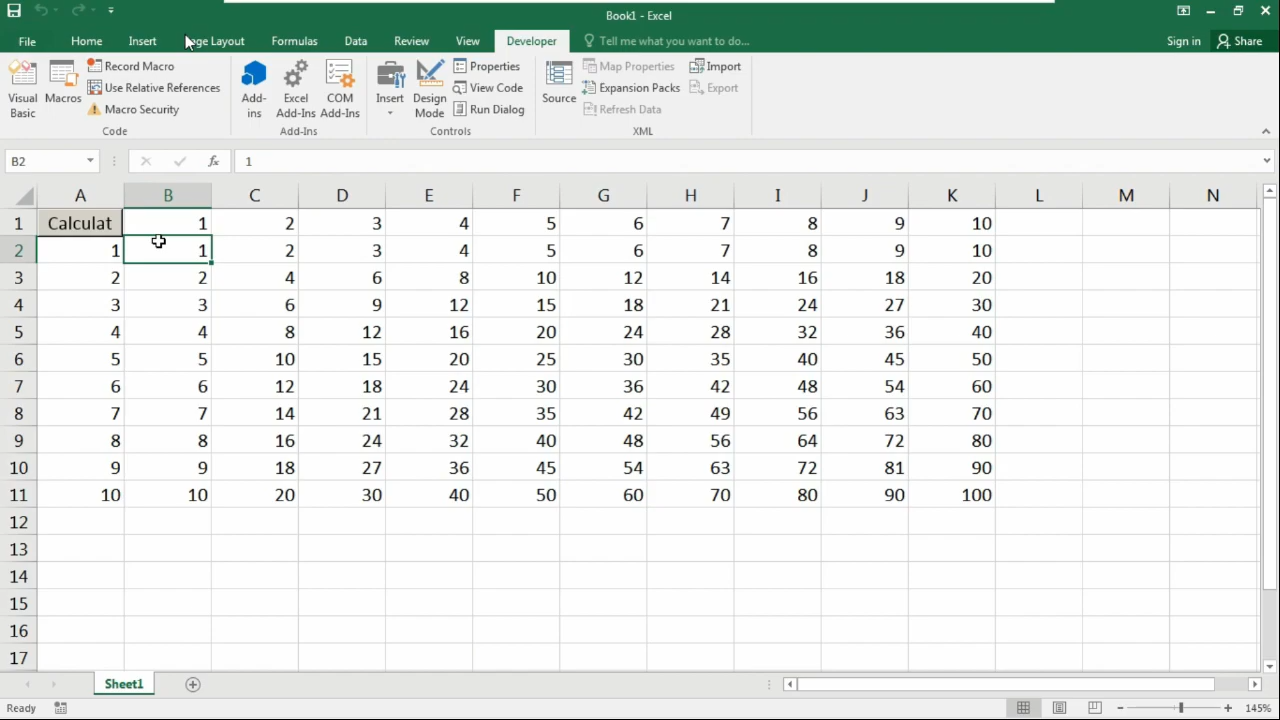 Book1 - Excel
File Home Insert Page Layout Formulas Data Review View Developer Tell me what you want to do... Sign in Share
Visual Basic
Macros
Record Macro
Use Relative References
Macro Security
Code
Add-ins
Excel Add-Ins
COM Add-Ins
Add-Ins
Insert
Design Mode
Properties
View Code
Run Dialog
Controls
Source
Map Properties
Expansion Packs
Refresh Data
Import
Export
XML
B2 fx 1
A B C D E F G H I J K L M N
1 Calculat 1 2 3 4 5 6 7 8 9 10
2 1 1 2 3 4 5 6 7 8 9 10
3 2 2 4 6 8 10 12 14 16 18 20
4 3 3 6 9 12 15 18 21 24 27 30
5 4 4 8 12 16 20 24 28 32 36 40
6 5 5 10 15 20 25 30 35 40 45 50
7 6 6 12 18 24 30 36 42 48 54 60
8 7 7 14 21 28 35 42 49 56 63 70
9 8 8 16 24 32 40 48 56 64 72 80
10 9 9 18 27 36 45 54 63 72 81 90
11 10 10 20 30 40 50 60 70 80 90 100
12
13
14
15
16
17
Sheet1
Ready 145%